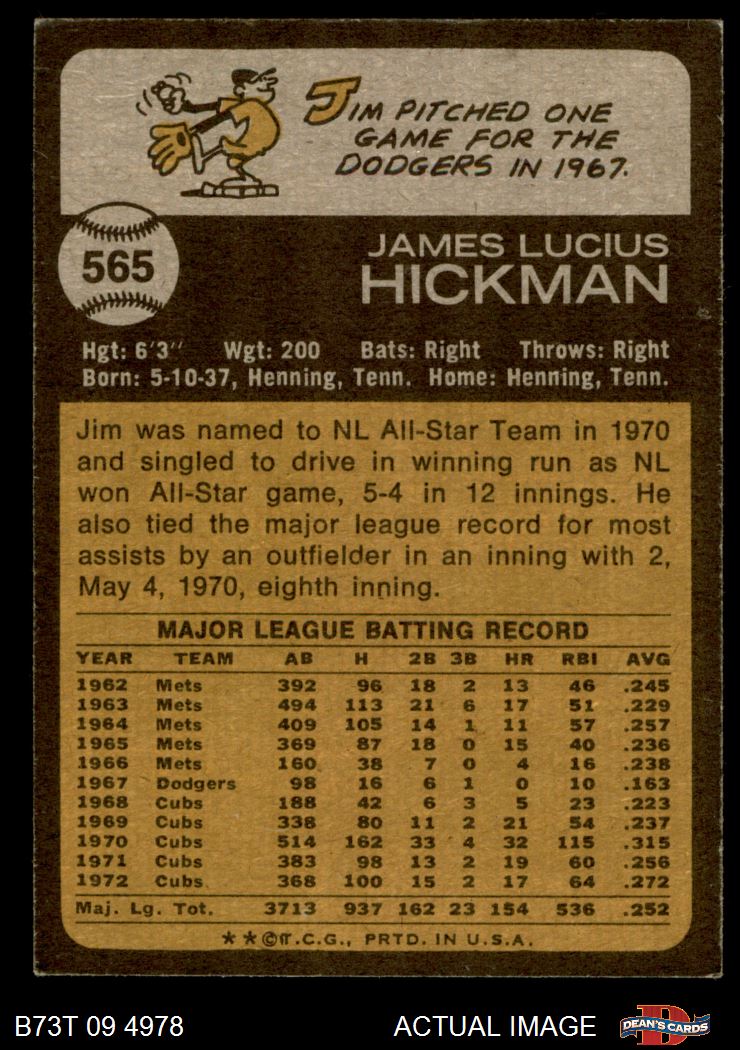 JIM PITCHED ONE
GAME FOR THE
DODGERS IN 1967.
565
JAMES LUCIUS
HICKMAN
Hgt: 6'3" Wgt: 200 Bats: Right Throws: Right
Born: 5-10-37, Henning, Tenn. Home: Henning, Tenn.
Jim was named to NL All-Star Team in 1970
and singled to drive in winning run as NL
won All-Star game, 5-4 in 12 innings. He
also tied the major league record for most
assists by an outfielder in an inning with 2,
May 4, 1970, eighth inning.
MAJOR LEAGUE BATTING RECORD
YEAR TEAM AB H 2B 3B HR RBI AVG
1962 Mets 392 96 18 2 13 46 .245
1963 Mets 494 113 21 6 17 51 .229
1964 Mets 409 105 14 1 11 57 .257
1965 Mets 369 87 18 0 15 40 .236
1966 Mets 160 38 7 0 4 16 .238
1967 Dodgers 98 16 6 1 0 10 .163
1968 Cubs 188 42 6 3 5 23 .223
1969 Cubs 338 80 11 2 21 54 .237
1970 Cubs 514 162 33 4 32 115 .315
1971 Cubs 383 98 13 2 19 60 .256
1972 Cubs 368 100 15 2 17 64 .272
Maj. Lg. Tot. 3713 937 162 23 154 536 .252
* * © T.C.G., PRTD. IN U.S.A.
B73T 09 4978 ACTUAL IMAGE D DEAN'S CARDS